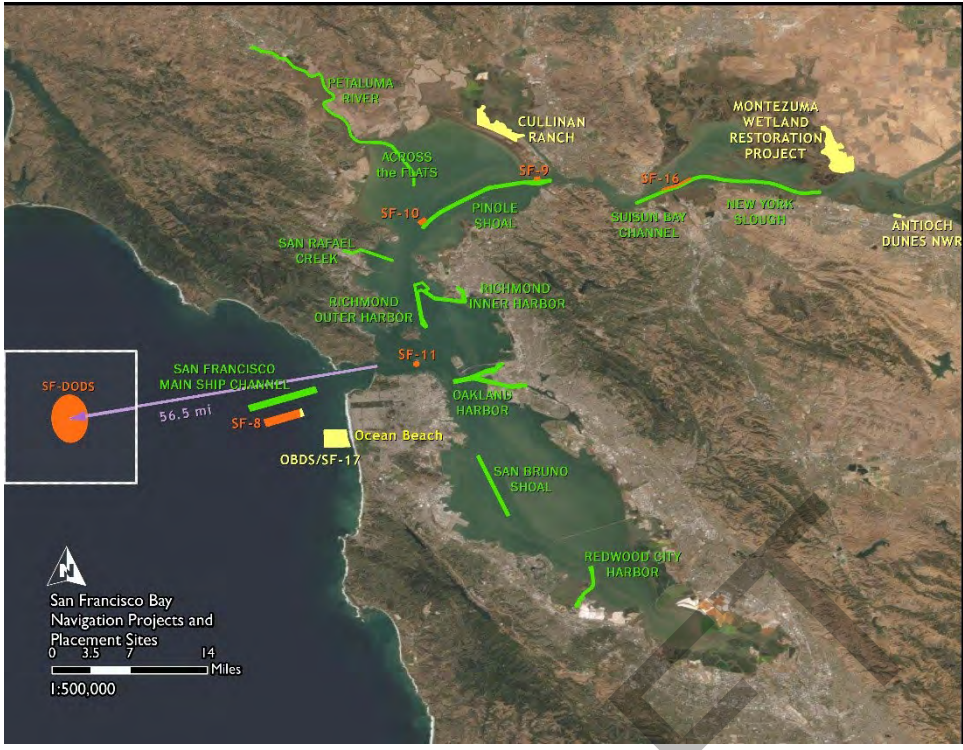 PETALUMA
RIVER
CULLINAN
RANCH
MONTEZUMA
WETLAND
RESTORATION
PROJECT
ACROSS
the FLATS
SF-9
SF-16
SF-10
PINOLE
SHOAL
SUISUN BAY
CHANNEL
NEW YORK
SLOUGH
ANTIOCH
DUNES NWR
SAN RAFAEL
CREEK
RICHMOND
OUTER HARBOR
RICHMOND
INNER HARBOR
SF-11
SAN FRANCISCO
MAIN SHIP CHANNEL
SF-DODS
56.5 mi
SF-8
OAKLAND
HARBOR
Ocean Beach
OBDS/SF-17
SAN BRUNO
SHOAL
REDWOOD CITY
HARBOR
N
San Francisco Bay
Navigation Projects and
Placement Sites
0 3.5 7 14
Miles
1:500,000